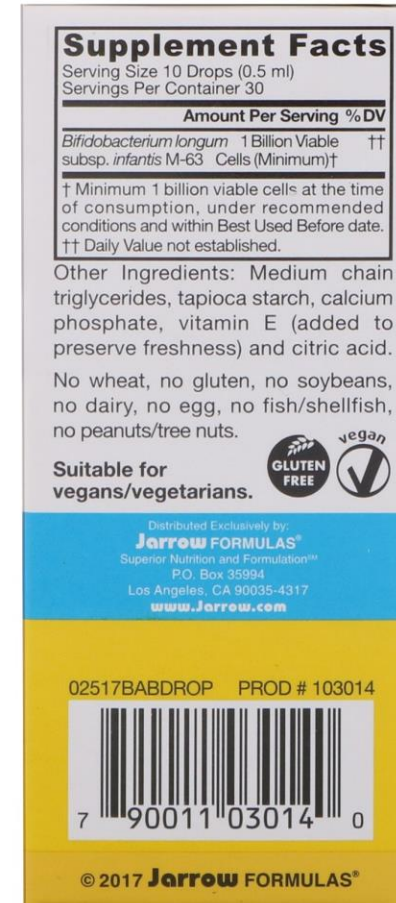 Supplement Facts
Serving Size 10 Drops (0.5 ml)
Servings Per Container 30
Amount Per Serving %DV
Bifidobacterium longum 1 Billion Viable ††
subsp. infantis M-63 Cells (Minimum)†
† Minimum 1 billion viable cells at the time
of consumption, under recommended
conditions and within Best Used Before date.
†† Daily Value not established.
Other Ingredients: Medium chain
triglycerides, tapioca starch, calcium
phosphate, vitamin E (added to
preserve freshness) and citric acid.
No wheat, no gluten, no soybeans,
no dairy, no egg, no fish/shellfish,
no peanuts/tree nuts.
Suitable for
vegans/vegetarians.
GLUTEN
FREE
vegan
Distributed Exclusively by:
Jarrow FORMULAS®
Superior Nutrition and Formulation℠
P.O. Box 35994
Los Angeles, CA 90035-4317
www.Jarrow.com
02517BABDROP PROD # 103014
7 90011 03014 0
© 2017 Jarrow FORMULAS®